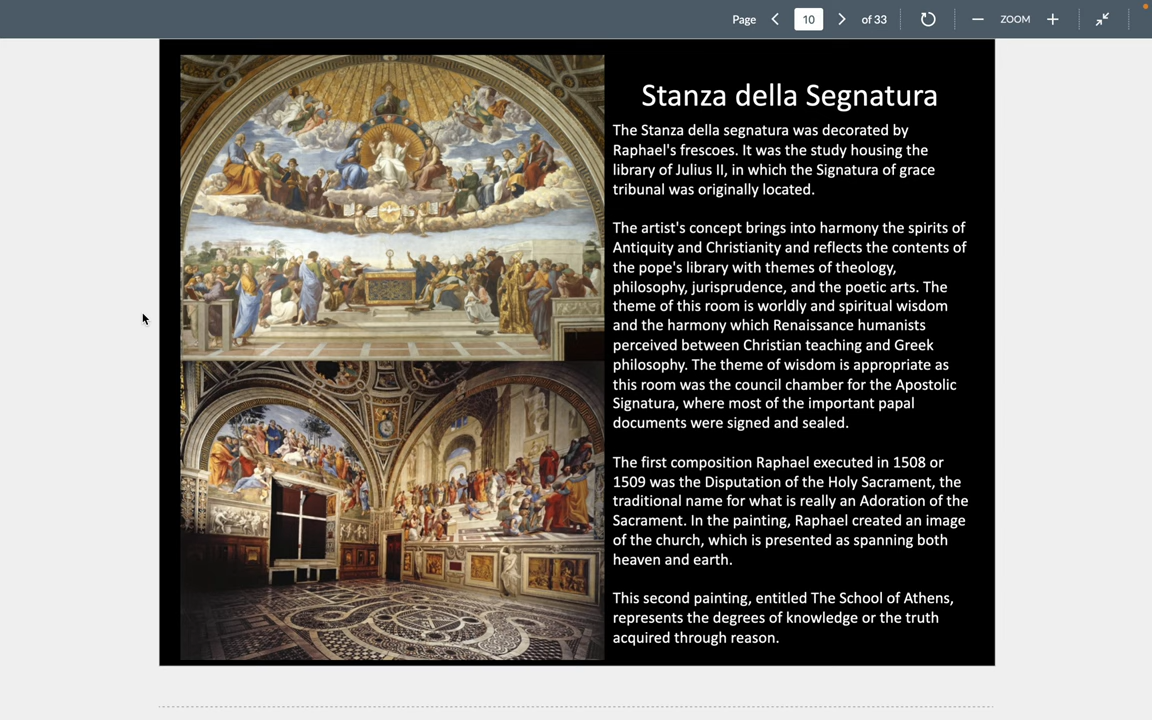 Page 10 of 33 ZOOM
Stanza della Segnatura
The Stanza della segnatura was decorated by
Raphael's frescoes. It was the study housing the
library of Julius II, in which the Signatura of grace
tribunal was originally located.
The artist's concept brings into harmony the spirits of
Antiquity and Christianity and reflects the contents of
the pope's library with themes of theology,
philosophy, jurisprudence, and the poetic arts. The
theme of this room is worldly and spiritual wisdom
and the harmony which Renaissance humanists
perceived between Christian teaching and Greek
philosophy. The theme of wisdom is appropriate as
this room was the council chamber for the Apostolic
Signatura, where most of the important papal
documents were signed and sealed.
The first composition Raphael executed in 1508 or
1509 was the Disputation of the Holy Sacrament, the
traditional name for what is really an Adoration of the
Sacrament. In the painting, Raphael created an image
of the church, which is presented as spanning both
heaven and earth.
This second painting, entitled The School of Athens,
represents the degrees of knowledge or the truth
acquired through reason.